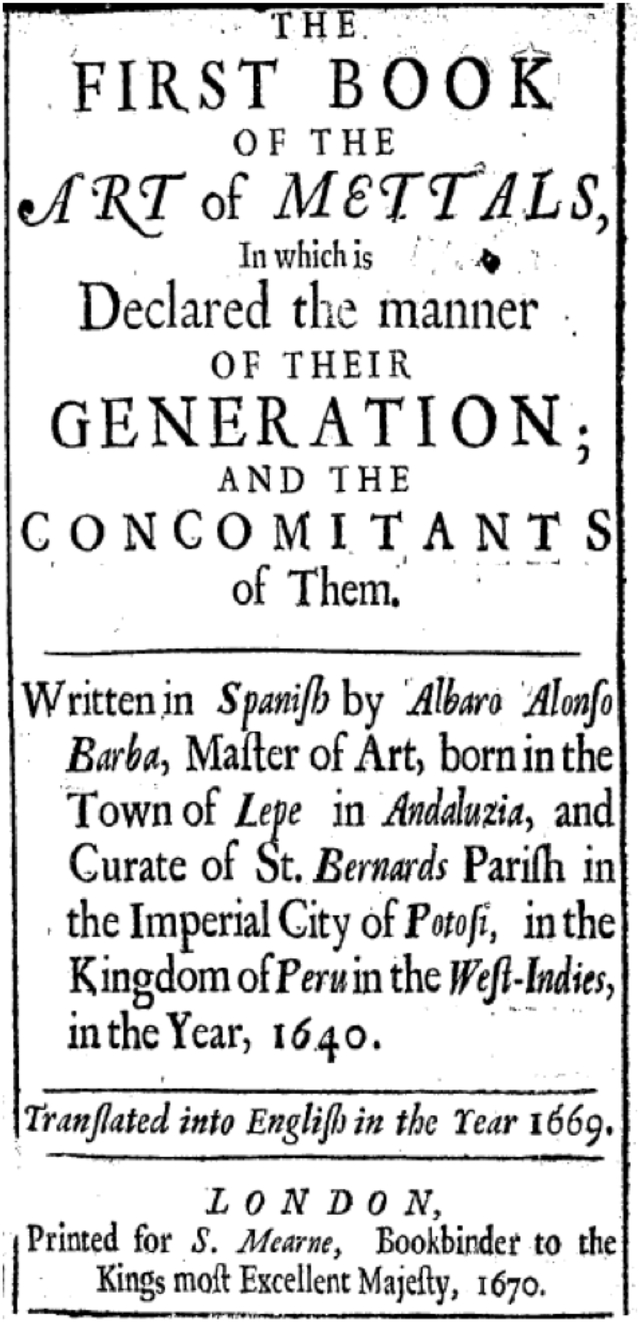 THE
FIRST BOOK
OF THE
ART of METTALS,
In which is
Declared the manner
OF THEIR
GENERATION;
AND THE
CONCOMITANTS
of Them.
Written in Spaniſh by Albaro Alonſo
Barba, Maſter of Art, born in the
Town of Lepe in Andaluzia, and
Curate of St. Bernards Pariſh in
the Imperial City of Potoſi, in the
Kingdom of Peru in the Weſt-Indies,
in the Year, 1640.
Tranſlated into Engliſh in the Year 1669.
LONDON,
Printed for S. Mearne, Bookbinder to the
Kings moſt Excellent Majeſty, 1670.